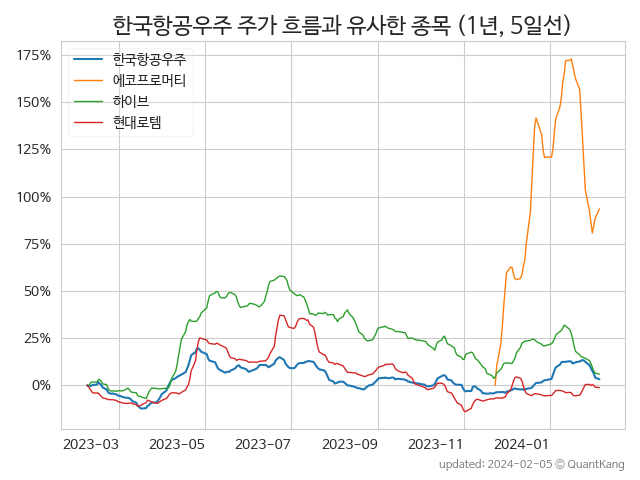 한국항공우주 주가 흐름과 유사한 종목 (1년, 5일선)
한국항공우주
에코프로머티
하이브
현대로템
175%
150%
125%
100%
75%
50%
25%
0%
2023-03 2023-05 2023-07 2023-09 2023-11 2024-01
updated: 2024-02-05 © QuantKang